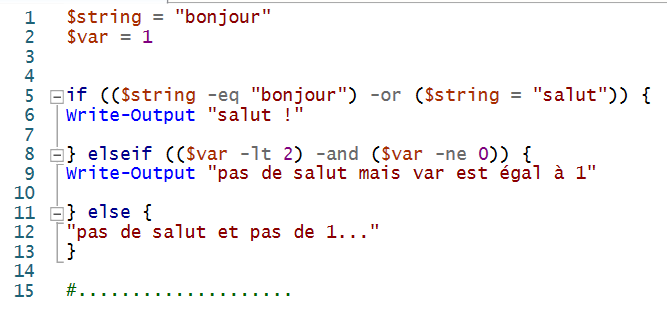 1 $string = "bonjour"
2 $var = 1
3
4
5 if (($string -eq "bonjour") -or ($string = "salut")) {
6 Write-Output "salut !"
7
8 } elseif (($var -lt 2) -and ($var -ne 0)) {
9 Write-Output "pas de salut mais var est égal à 1"
10
11 } else {
12 "pas de salut et pas de 1..."
13 }
14
15 #....................